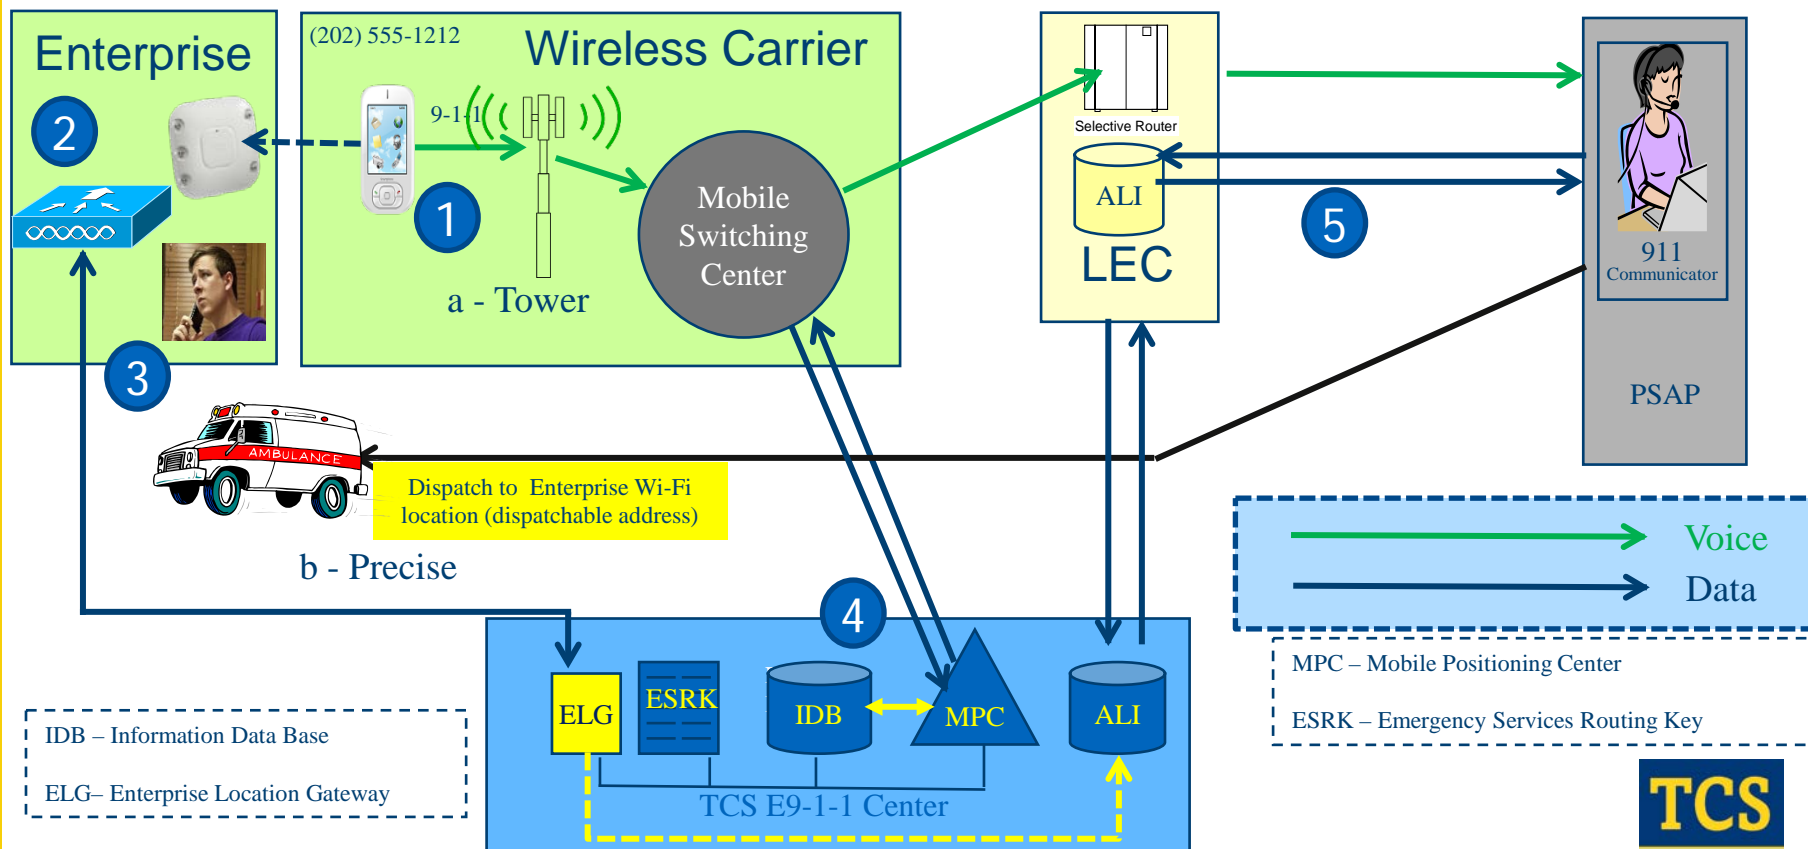 Enterprise
2
3
(202) 555-1212
Wireless Carrier
9-1-1
1
a - Tower
Mobile
Switching
Center
Selective Router
ALI
LEC
5
911
Communicator
PSAP
AMBULANCE
Dispatch to Enterprise Wi-Fi
location (dispatchable address)
b - Precise
Voice
Data
4
ELG
ESRK
IDB
MPC
ALI
TCS E9-1-1 Center
IDB – Information Data Base
ELG– Enterprise Location Gateway
MPC – Mobile Positioning Center
ESRK – Emergency Services Routing Key
TCS